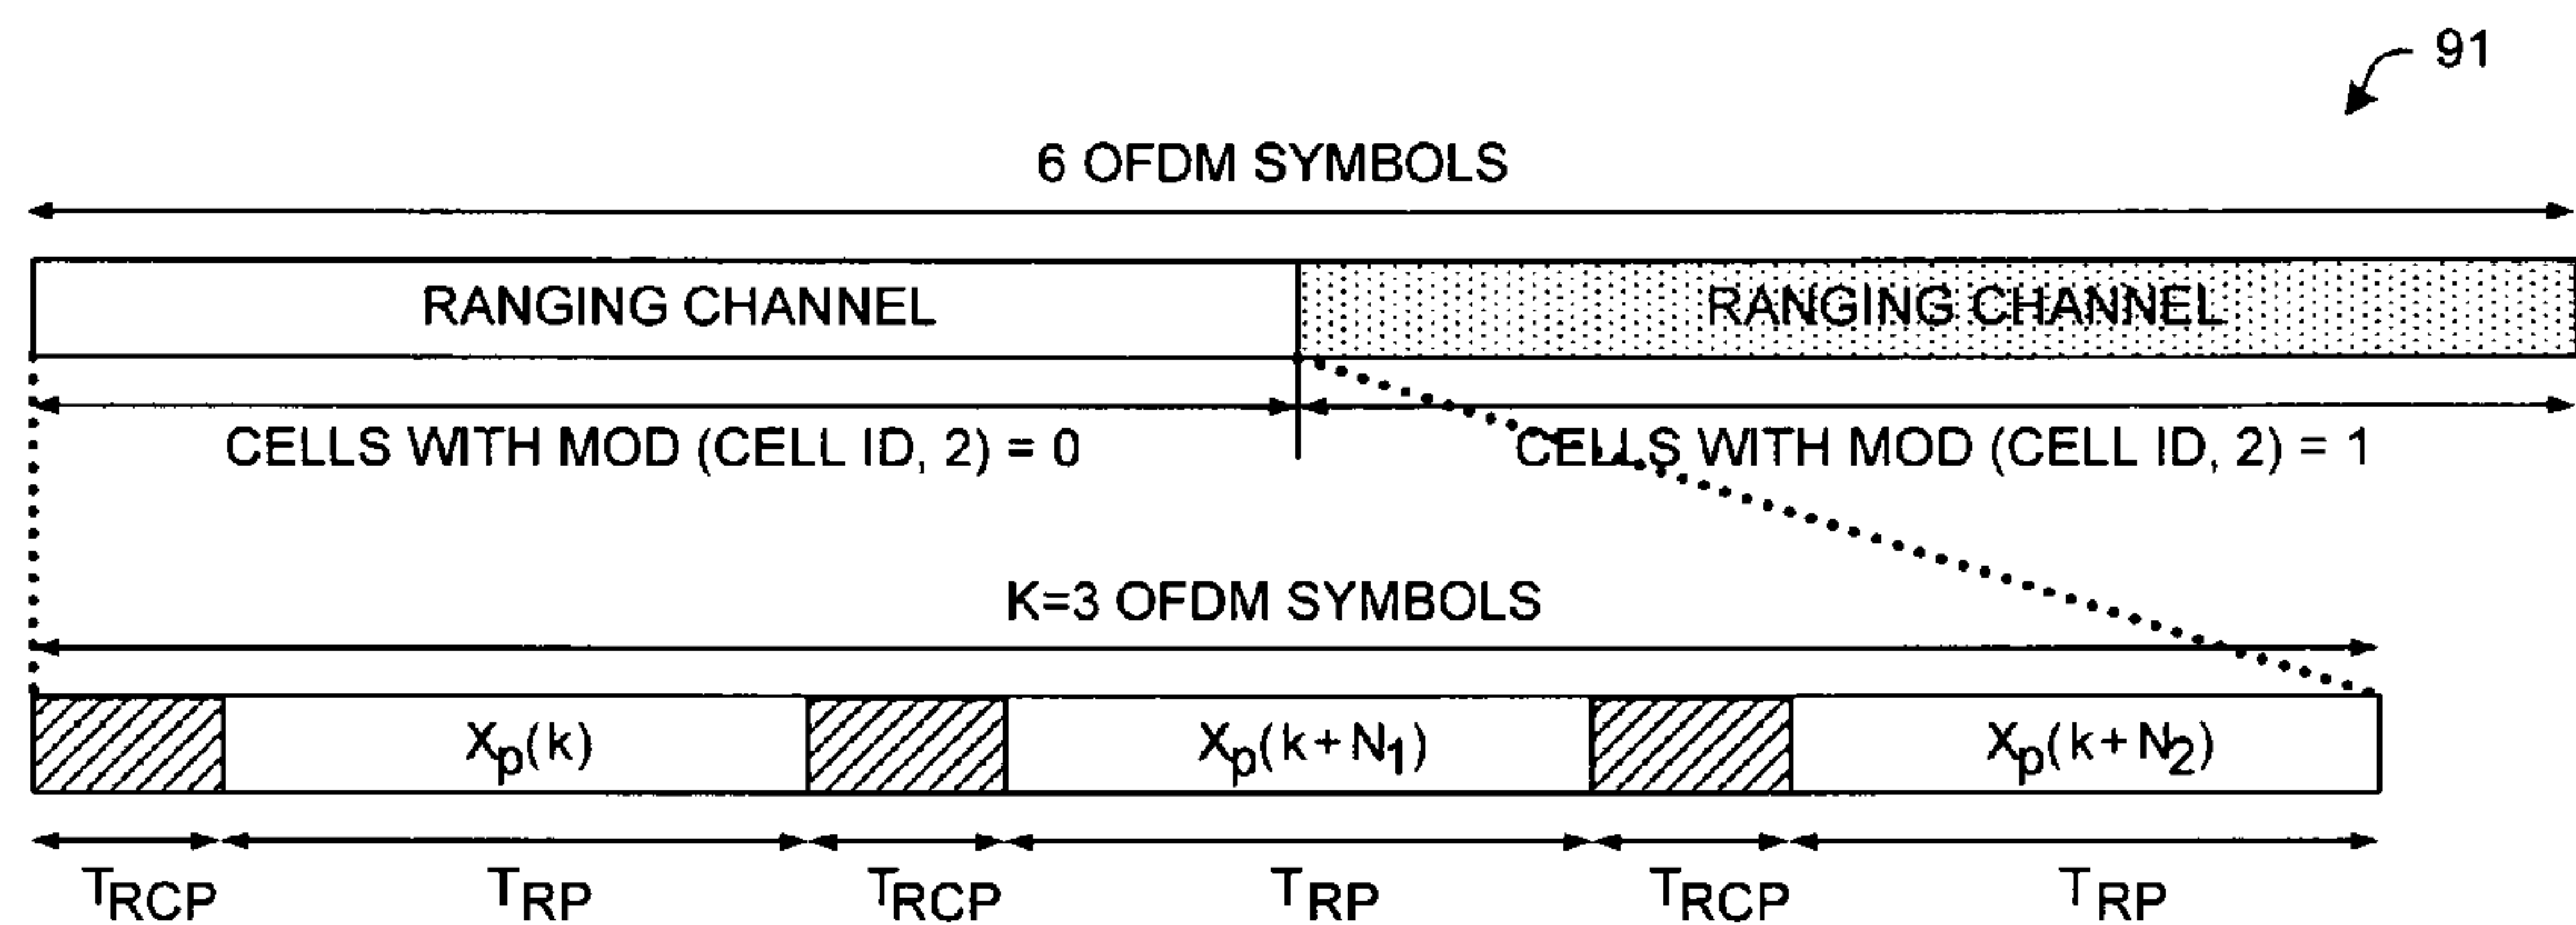 91
6 OFDM SYMBOLS
RANGING CHANNEL RANGING CHANNEL
CELLS WITH MOD (CELL ID, 2) = 0 CELLS WITH MOD (CELL ID, 2) = 1
K=3 OFDM SYMBOLS
Xp(k) Xp(k+N1) Xp(k+N2)
TRCP TRP TRCP TRP TRCP TRP